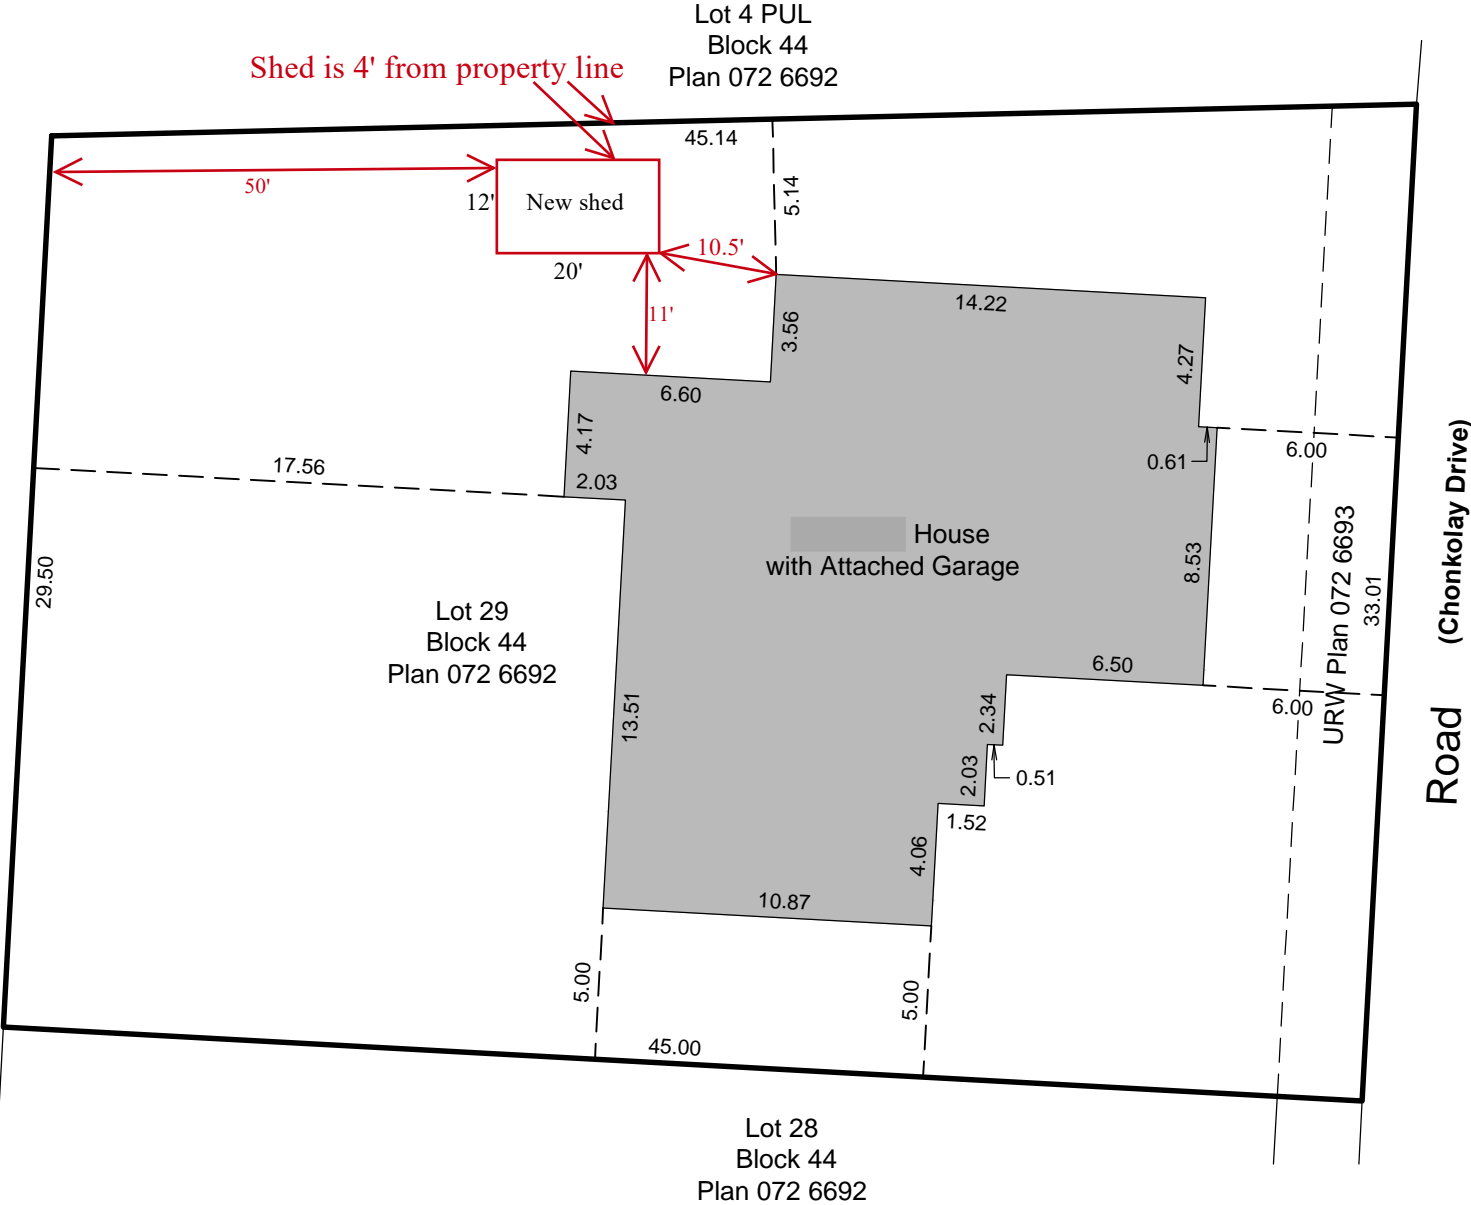 Lot 4 PUL
Block 44
Plan 072 6692
Shed is 4' from property line
45.14
50'
12'
New shed
20'
5.14
10.5'
11'
14.22
3.56
4.27
6.60
4.17
2.03
17.56
0.61
6.00
House
with Attached Garage
8.53
29.50
Lot 29
Block 44
Plan 072 6692
URW Plan 072 6693
33.01
(Chonkolay Drive)
Road
6.50
6.00
13.51
2.34
2.03
0.51
1.52
4.06
10.87
5.00
5.00
45.00
Lot 28
Block 44
Plan 072 6692